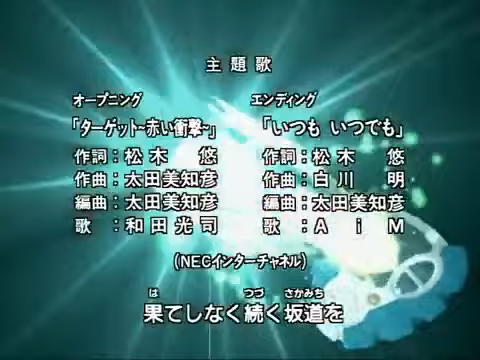 主題歌
オープニング
「ターゲット~赤い衝撃~」
作詞：松木 悠
作曲：太田美知彦
編曲：太田美知彦
歌：和田光司
エンディング
「いつも いつでも」
作詞：松木 悠
作曲：白川 明
編曲：太田美知彦
歌：AiM
(NECインターチャネル)
は つづ さかみち
果てしなく続く坂道を